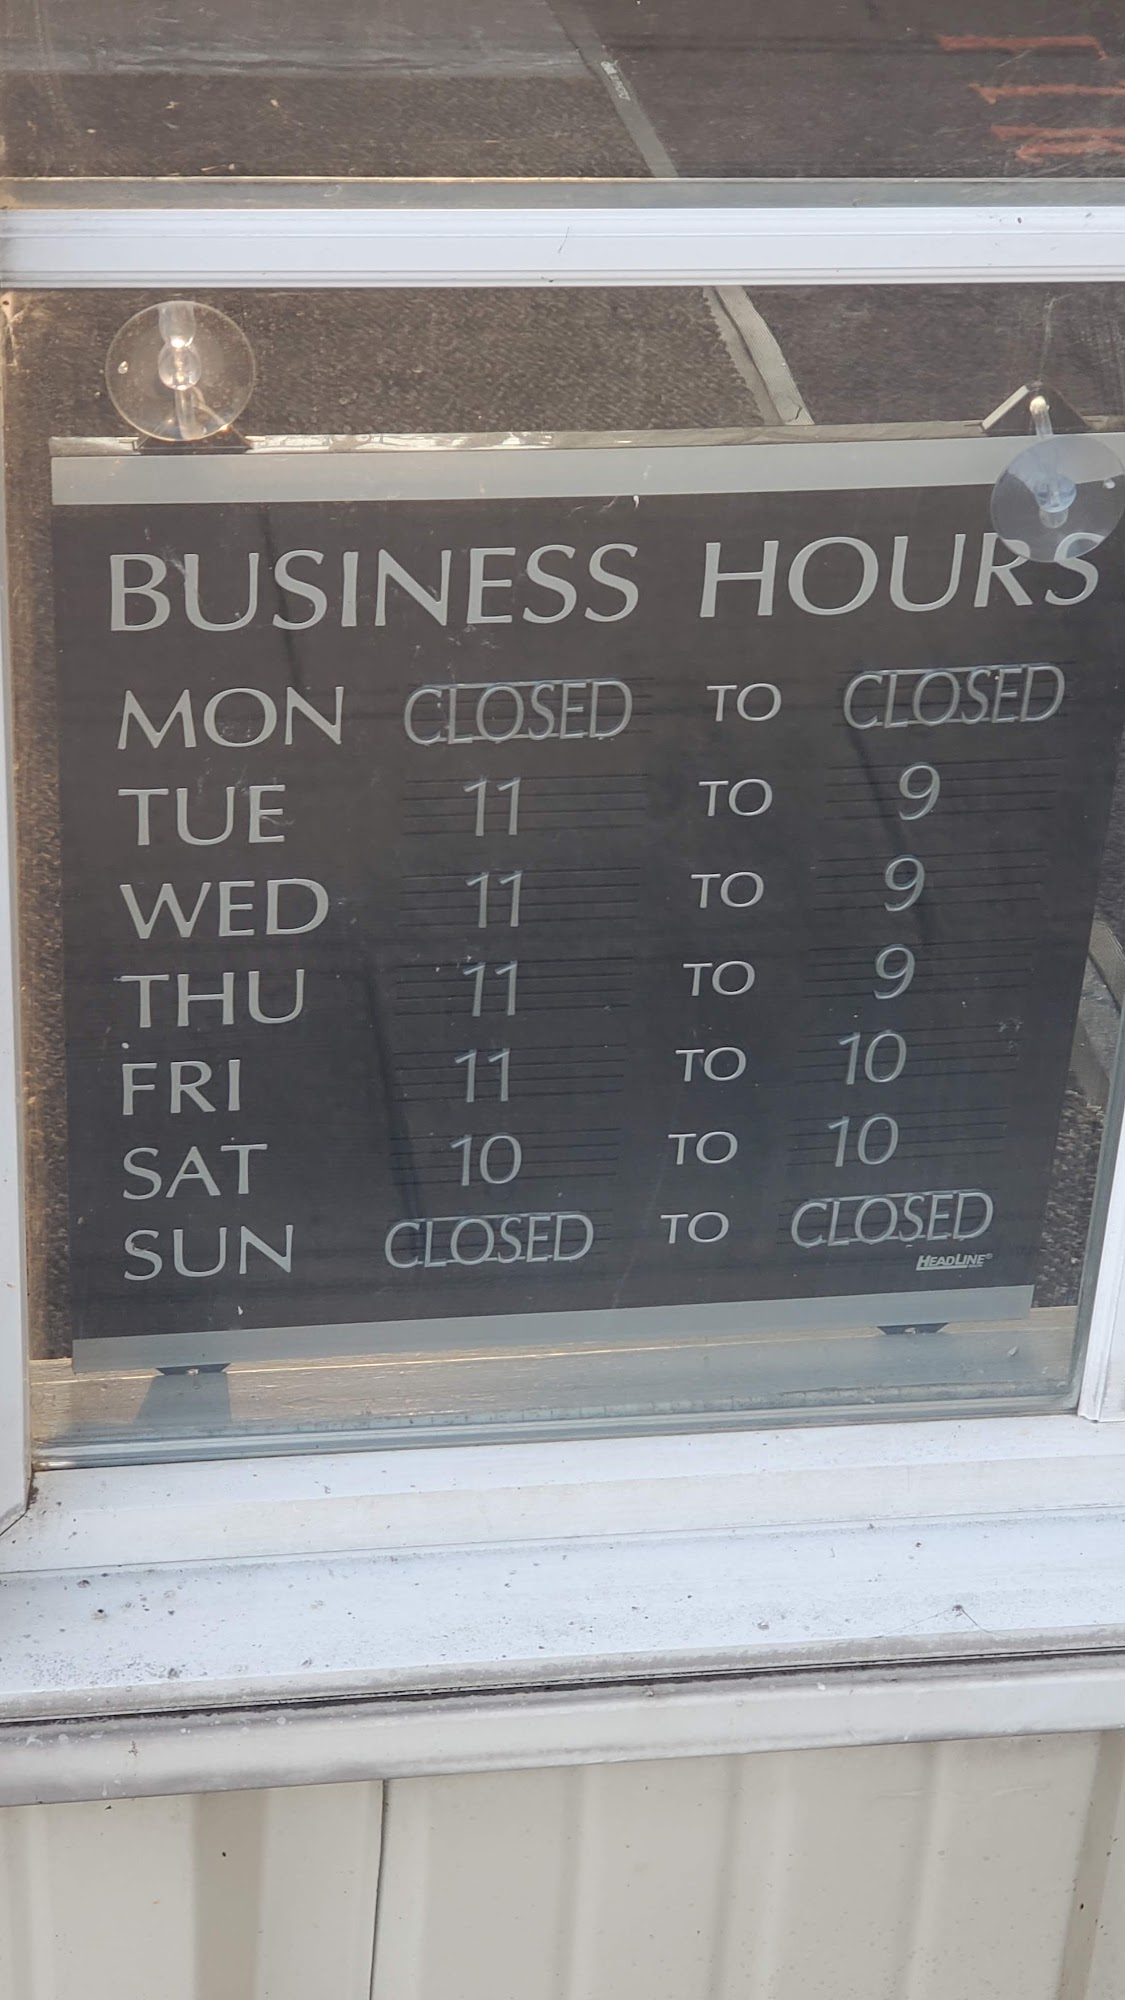 BUSINESS HOURS
MON CLOSED TO CLOSED
TUE 11 TO 9
WED 11 TO 9
THU 11 TO 9
FRI 11 TO 10
SAT 10 TO 10
SUN CLOSED TO CLOSED
HEADLINE®